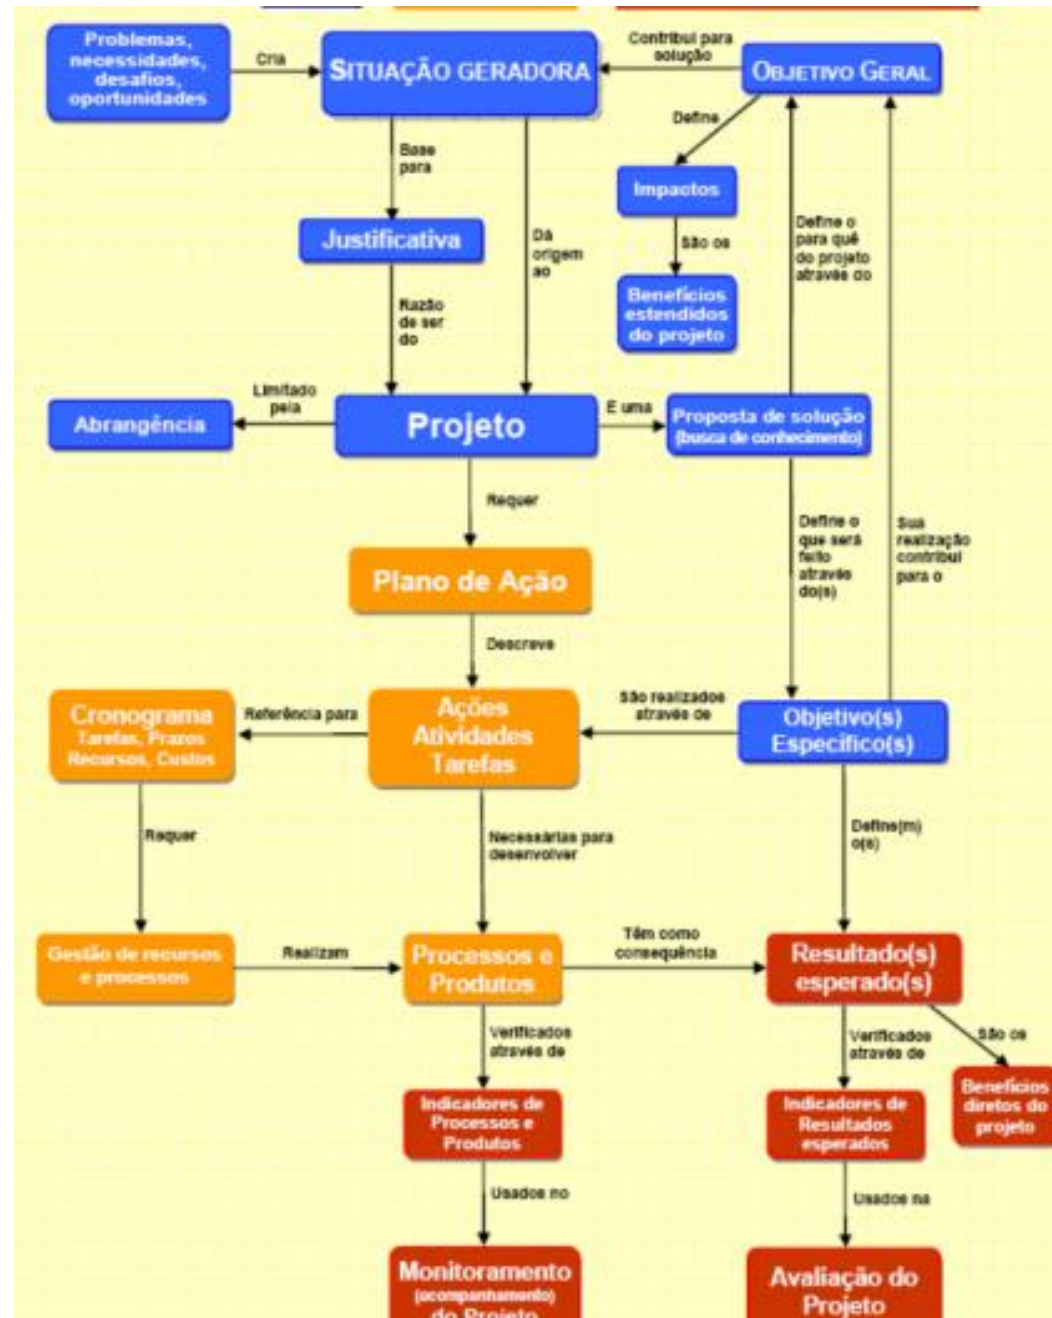 Problemas,
necessidades,
desafios,
oportunidades
Cria
SITUAÇÃO GERADORA
Contribui para
solução
OBJETIVO GERAL
Define
Base
para
Impactos
Justificativa
Dá
origem
ao
São os
Define o
para quê
do projeto
através do
Benefícios
estendidos
do projeto
Razão
de ser
do
Limitado
pela
Abrangência
Projeto
É uma
Proposta de solução
(busca de conhecimento)
Requer
Define o
que será
feito
através
do(s)
Sua
realização
contribui
para o
Plano de Ação
Descreve
Cronograma
Tarefas, Prazos
Recursos, Custos
Referência para
Ações
Atividades
Tarefas
São realizados
através de
Objetivo(s)
Específico(s)
Requer
Necessárias para
desenvolver
Define(m)
o(s)
Gestão de recursos
e processos
Realizam
Processos e
Produtos
Têm como
consequência
Resultado(s)
esperado(s)
Verificados
através de
Verificados
através de
São os
Indicadores de
Processos e
Produtos
Indicadores de
Resultados
esperados
Benefícios
diretos do
projeto
Usados no
Usados na
Monitoramento
(acompanhamento)
do Projeto
Avaliação do
Projeto